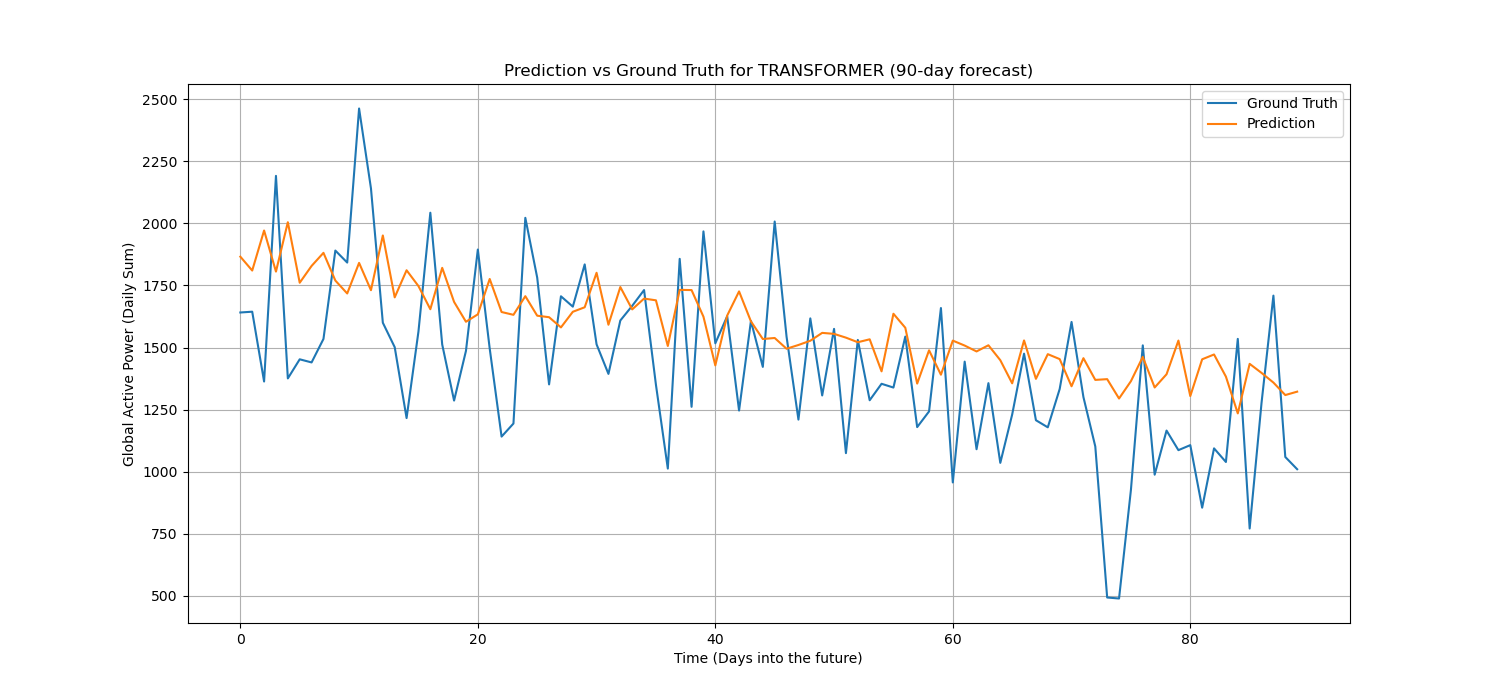 Prediction vs Ground Truth for TRANSFORMER (90-day forecast)
Ground Truth
Prediction
Global Active Power (Daily Sum)
2500
2250
2000
1750
1500
1250
1000
750
500
0 20 40 60 80
Time (Days into the future)